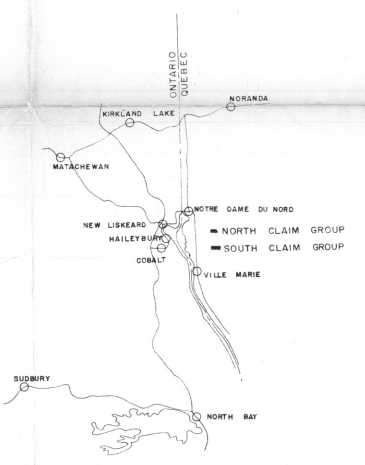 ONTARIO
QUEBEC
NORANDA
KIRKLAND LAKE
MATACHEWAN
NOTRE DAME DU NORD
NEW LISKEARD
NORTH CLAIM GROUP
HAILEYBURY
SOUTH CLAIM GROUP
COBALT
VILLE MARIE
SUDBURY
NORTH BAY